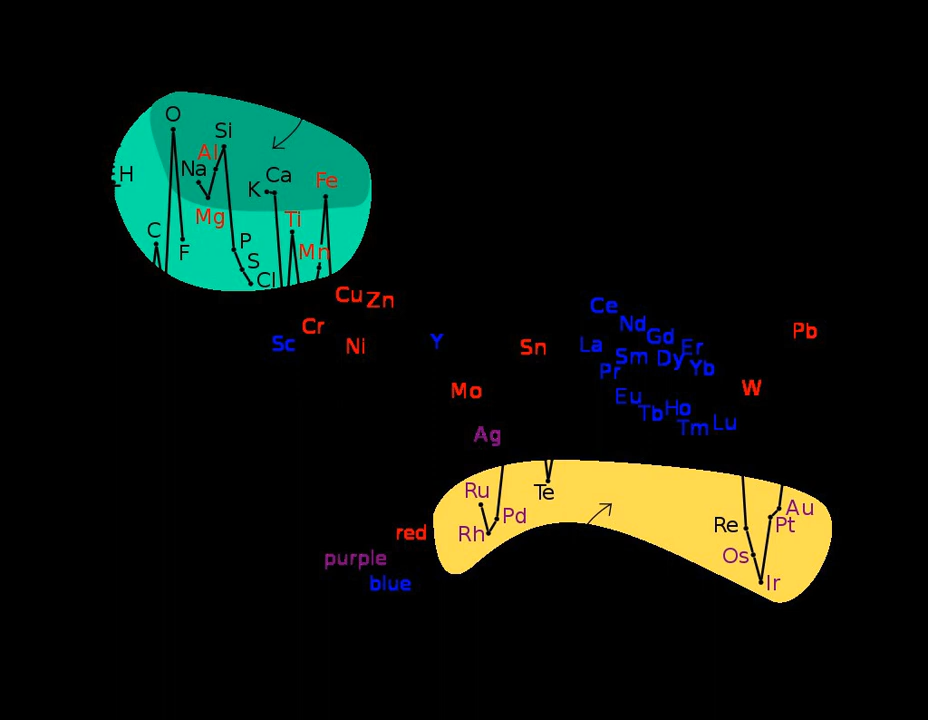 O
Si
Al
H
Na
Ca
K
Fe
Mg
Ti
C
P
F
Mn
S
Cl
Cu
Zn
Ce
Cr
Nd
Pb
Gd
Sc
Ni
Y
Sn
La
Er
Sm
Dy
Yb
Pr
Mo
W
Eu
Tb
Ho
Lu
Tm
Ag
Ru
Te
Au
Pd
Pt
Re
red
Rh
purple
Os
blue
Ir